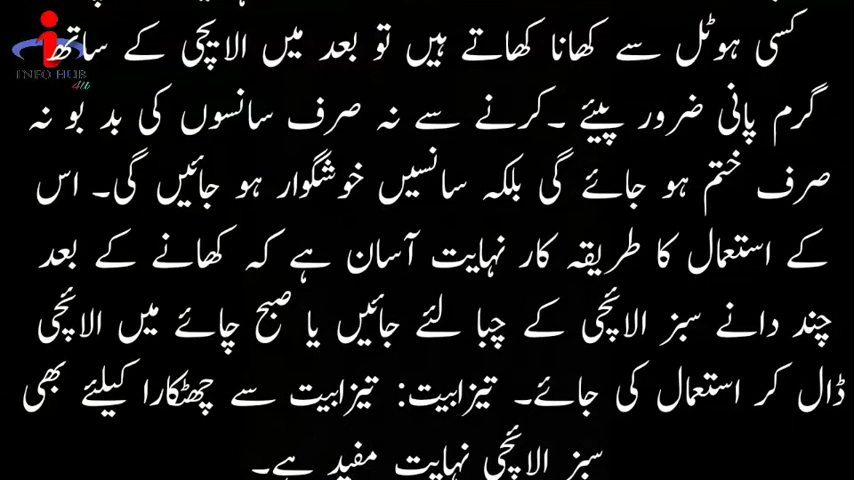 INFO HUB
4u
کسی ہوٹل سے کھانا کھاتے ہیں تو بعد میں الائچی کے ساتھ
گرم پانی ضرور پیئے ۔کرنے سے نہ صرف سانسوں کی بد بو نہ
صرف ختم ہو جائے گی بلکہ سانسیں خوشگوار ہو جائیں گی۔ اس
کے استعمال کا طریقہ کار نہایت آسان ہے کہ کھانے کے بعد
چند دانے سبز الائچی کے چبا لئے جائیں یا صبح چائے میں الائچی
ڈال کر استعمال کی جائے۔ تیزابیت: تیزابیت سے چھٹکارا کیلئے بھی
سبز الائچی نہایت مفید ہے۔